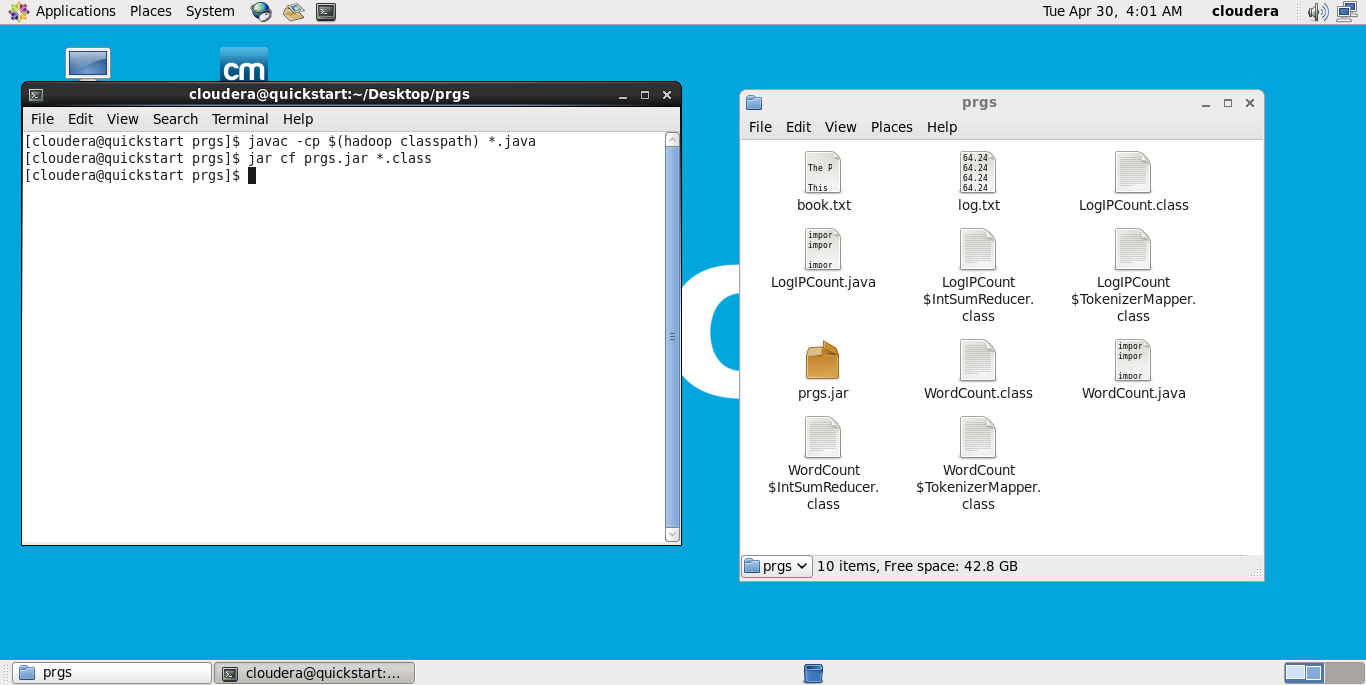 Applications Places System Tue Apr 30, 4:01 AM cloudera
cm
cloudera@quickstart:~/Desktop/prgs
File Edit View Search Terminal Help
[cloudera@quickstart prgs]$ javac -cp $(hadoop classpath) *.java
[cloudera@quickstart prgs]$ jar cf prgs.jar *.class
[cloudera@quickstart prgs]$
prgs
File Edit View Places Help
The P
This
book.txt
64.24
64.24
64.24
64.24
log.txt
LogIPCount.class
impor
impor
impor
LogIPCount.java
LogIPCount
$IntSumReducer.
class
LogIPCount
$TokenizerMapper.
class
prgs.jar
WordCount.class
impor
impor
impor
WordCount.java
WordCount
$IntSumReducer.
class
WordCount
$TokenizerMapper.
class
prgs 10 items, Free space: 42.8 GB
prgs cloudera@quickstart:...